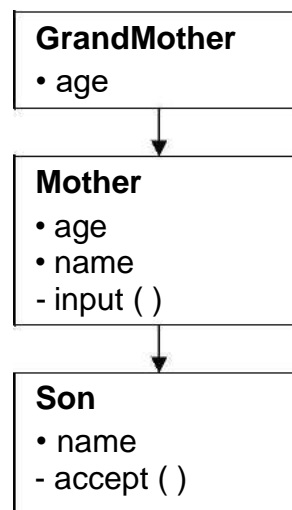 GrandMother
• age
Mother
• age
• name
- input ( )
Son
• name
- accept ( )